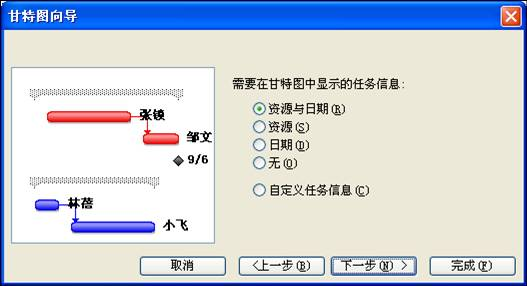 甘特图向导
需要在甘特图中显示的任务信息:
资源与日期(R)
资源(S)
日期(D)
无(O)
自定义任务信息(C)
张镆
邹文
9/6
林蓓
小飞
取消
<上一步(B)
下一步(N) >
完成(F)